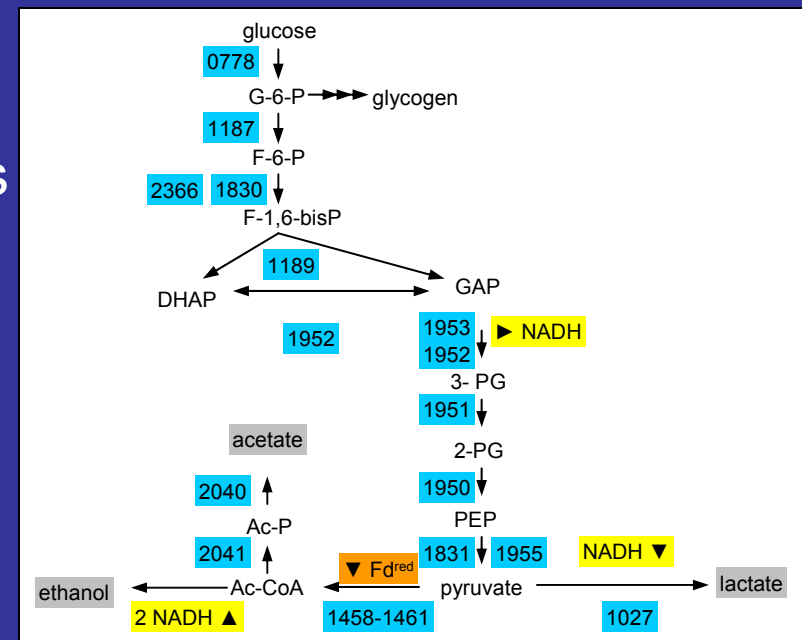 glucose
0778
G-6-P
glycogen
1187
F-6-P
s
2366 1830
F-1,6-bisP
1189
DHAP
GAP
1952
1953
1952
► NADH
3- PG
1951
acetate
2-PG
2040
1950
Ac-P
PEP
2041
1831 1955
NADH ▼
▼ Fdred
ethanol
Ac-CoA
pyruvate
lactate
2 NADH ▲
1458-1461
1027